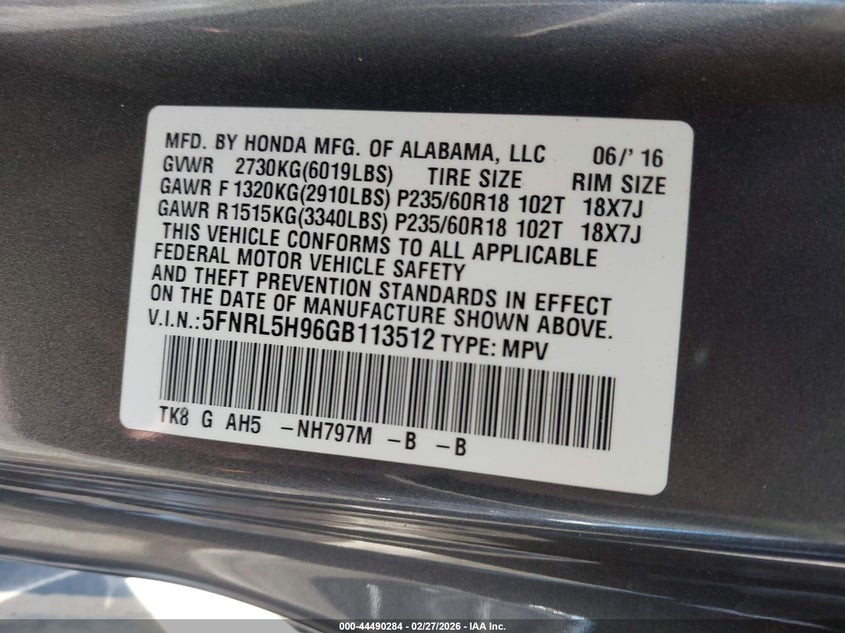 MFD. BY HONDA MFG. OF ALABAMA, LLC 06/' 16
GVWR 2730KG(6019LBS) TIRE SIZE RIM SIZE
GAWR F 1320KG(2910LBS) P235/60R18 102T 18X7J
GAWR R1515KG(3340LBS) P235/60R18 102T 18X7J
THIS VEHICLE CONFORMS TO ALL APPLICABLE
FEDERAL MOTOR VEHICLE SAFETY
AND THEFT PREVENTION STANDARDS IN EFFECT
ON THE DATE OF MANUFACTURE SHOWN ABOVE.
V.I.N.:5FNRL5H96GB113512 TYPE: MPV
TK8 G AH5 -NH797M -B -B
000-44490284 | 02/27/2026 - IAA Inc.